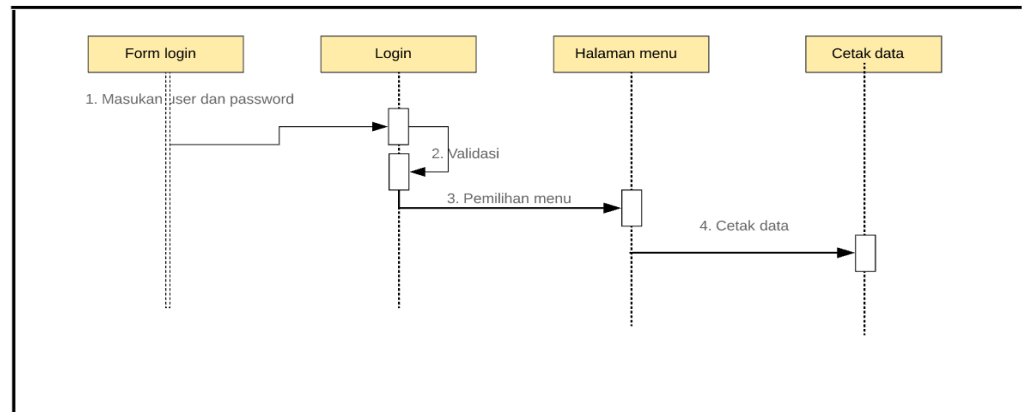 Form login
Login
Halaman menu
Cetak data
1. Masukan user dan password
2. Validasi
3. Pemilihan menu
4. Cetak data